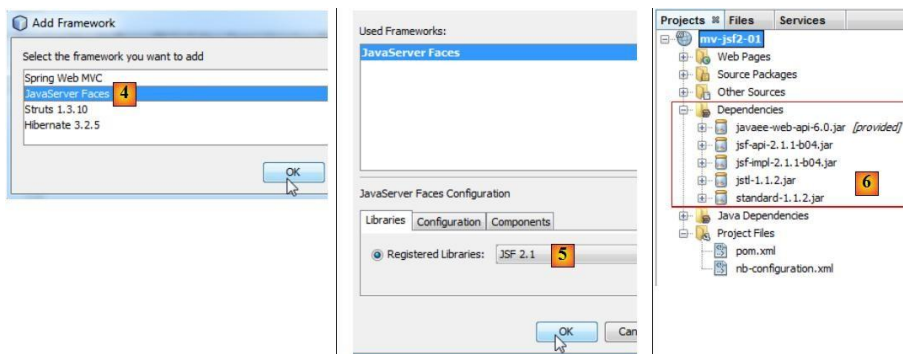 Add Framework
Select the framework you want to add
Spring Web MVC
JavaServer Faces 4
Struts 1.3.10
Hibernate 3.2.5
OK
Used Frameworks:
JavaServer Faces
JavaServer Faces Configuration
Libraries Configuration Components
Registered Libraries: JSF 2.1 5
OK Can
Projects Files Services
mv-jsf2-01
Web Pages
Source Packages
Other Sources
Dependencies
javaee-web-api-6.0.jar [provided]
jsf-api-2.1.1-b04.jar
jsf-impl-2.1.1-b04.jar
jstl-1.1.2.jar 6
standard-1.1.2.jar
Java Dependencies
Project Files
pom.xml
nb-configuration.xml